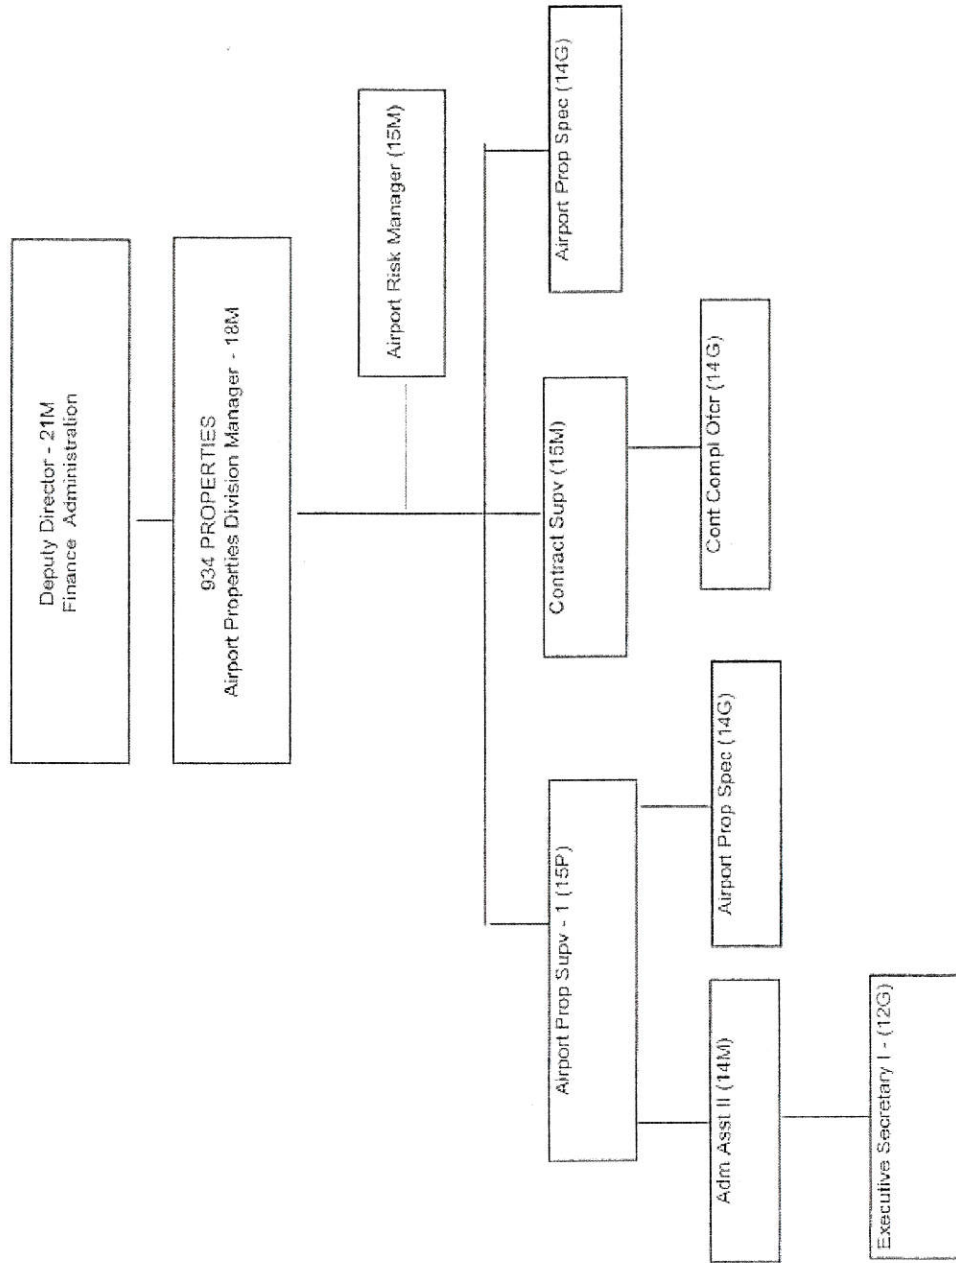 Deputy Director - 21M
Finance Administration
934 PROPERTIES
Airport Properties Division Manager - 18M
Airport Risk Manager (15M)
Airport Prop Supv - 1 (15P)
Contract Supv (15M)
Airport Prop Spec (14G)
Adm Asst II (14M)
Airport Prop Spec (14G)
Cont Compl Ofcr (14G)
Executive Secretary I - (12G)